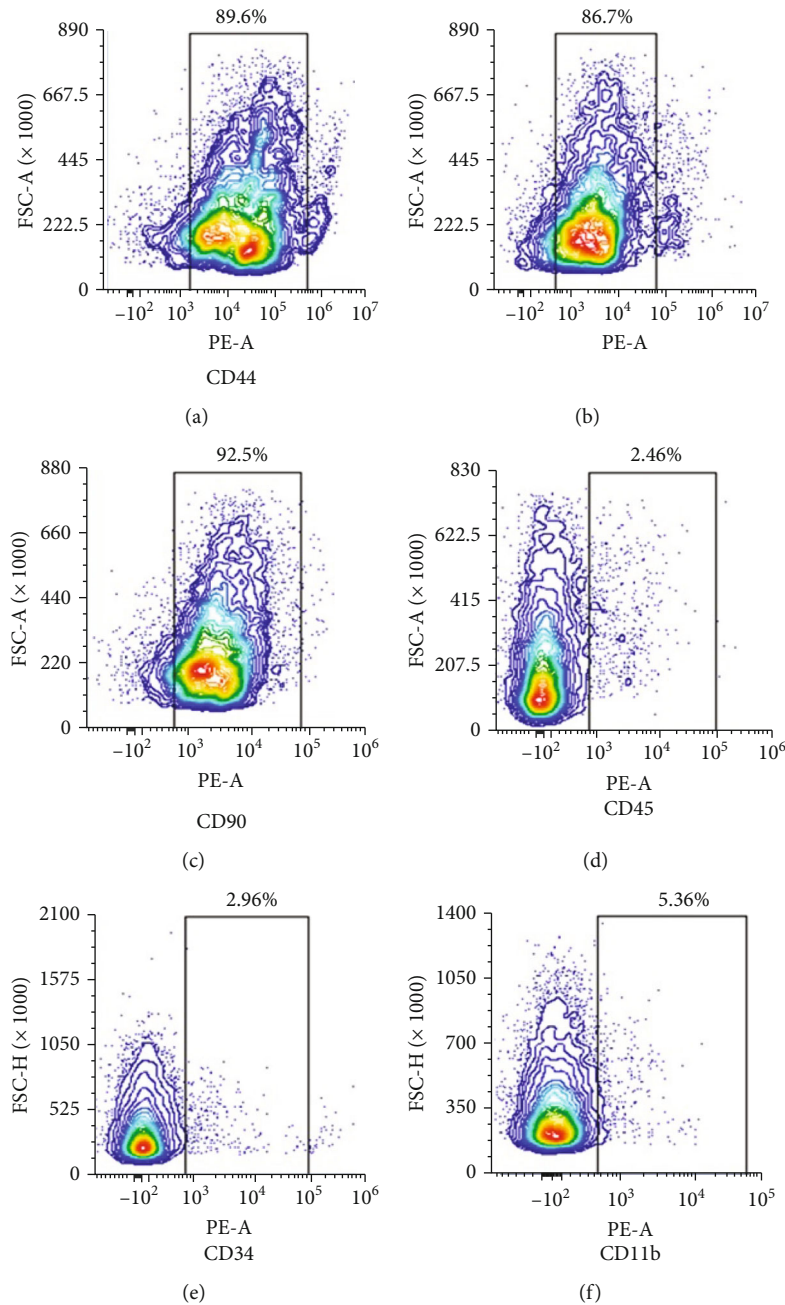 89.6%
890
667.5
445
222.5
0
FSC-A (× 1000)
−10² 10³ 10⁴ 10⁵ 10⁶ 10⁷
PE-A
CD44
(a)
86.7%
890
667.5
445
222.5
0
FSC-A (× 1000)
−10² 10³ 10⁴ 10⁵ 10⁶ 10⁷
PE-A
(b)
92.5%
880
660
440
220
0
FSC-A (× 1000)
−10² 10³ 10⁴ 10⁵ 10⁶
PE-A
CD90
(c)
2.46%
830
622.5
415
207.5
0
FSC-A (× 1000)
−10² 10³ 10⁴ 10⁵ 10⁶
PE-A
CD45
(d)
2.96%
2100
1575
1050
525
0
FSC-H (× 1000)
−10² 10³ 10⁴ 10⁵ 10⁶
PE-A
CD34
(e)
5.36%
1400
1050
700
350
0
FSC-H (× 1000)
−10² 10³ 10⁴ 10⁵
PE-A
CD11b
(f)